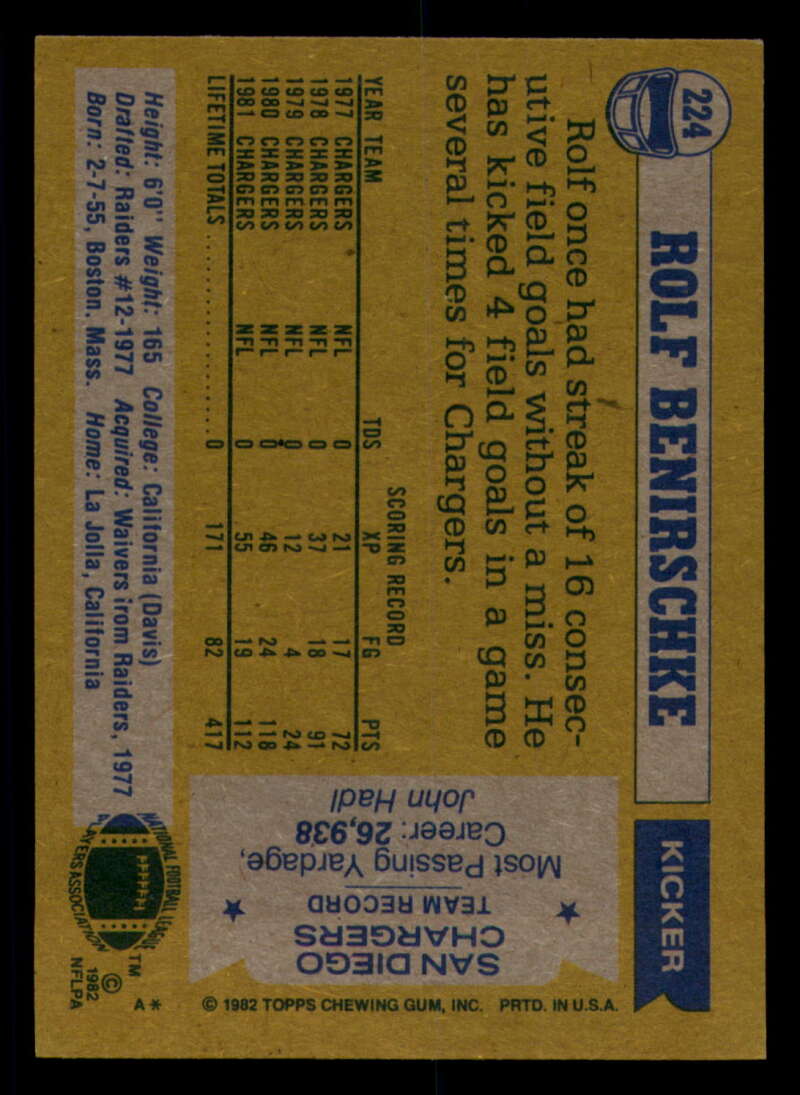 224
ROLF BENIRSCHKE
KICKER
Rolf once had streak of 16 consec-
utive field goals without a miss. He
has kicked 4 field goals in a game
several times for Chargers.
SCORING RECORD
YEAR TEAM TDS XP FG PTS
1977 CHARGERS NFL 0 21 17 72
1978 CHARGERS NFL 0 37 18 91
1979 CHARGERS NFL 0 12 4 24
1980 CHARGERS NFL 0 46 24 118
1981 CHARGERS NFL 0 55 19 112
LIFETIME TOTALS ................ 0 171 82 417
Height: 6'0" Weight: 165 College: California (Davis)
Drafted: Raiders #12-1977 Acquired: Waivers from Raiders, 1977
Born: 2-7-55, Boston, Mass. Home: La Jolla, California
SAN DIEGO
CHARGERS
TEAM RECORD
Most Passing Yardage,
Career: 26,938
John Hadl
NATIONAL FOOTBALL LEAGUE
PLAYERS ASSOCIATION
TM
©
1982
NFLPA
A*
© 1982 TOPPS CHEWING GUM, INC. PRTD. IN U.S.A.